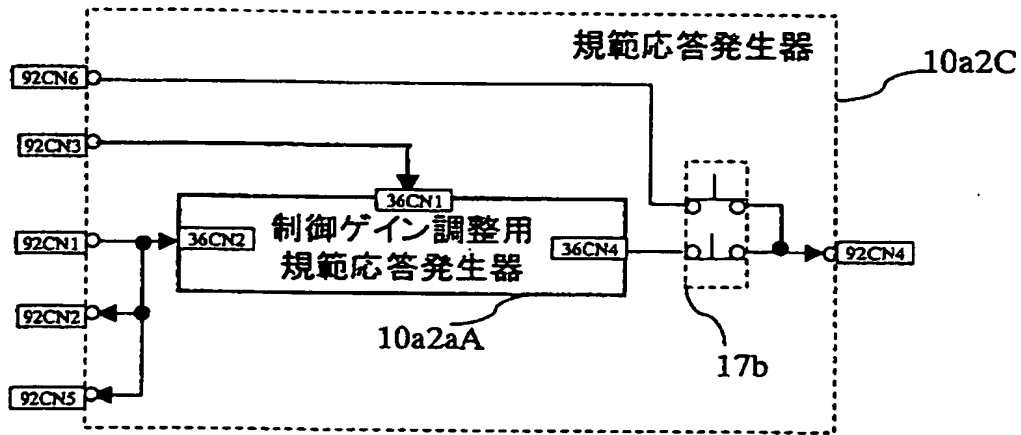 規範応答発生器
10a2C
92CN6
92CN3
36CN1
92CN1
36CN2
制御ゲイン調整用
規範応答発生器
36CN4
92CN4
92CN2
10a2aA
17b
92CN5